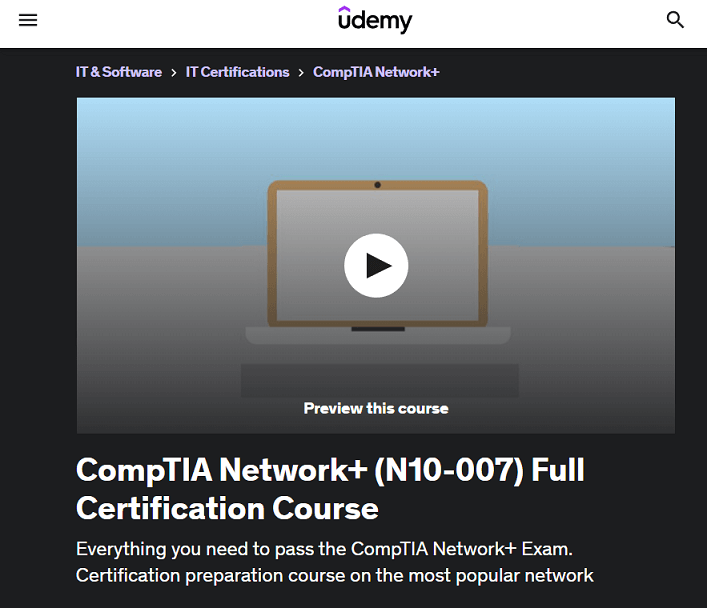 udemy
IT & Software > IT Certifications > CompTIA Network+
Preview this course
CompTIA Network+ (N10-007) Full
Certification Course
Everything you need to pass the CompTIA Network+ Exam.
Certification preparation course on the most popular network